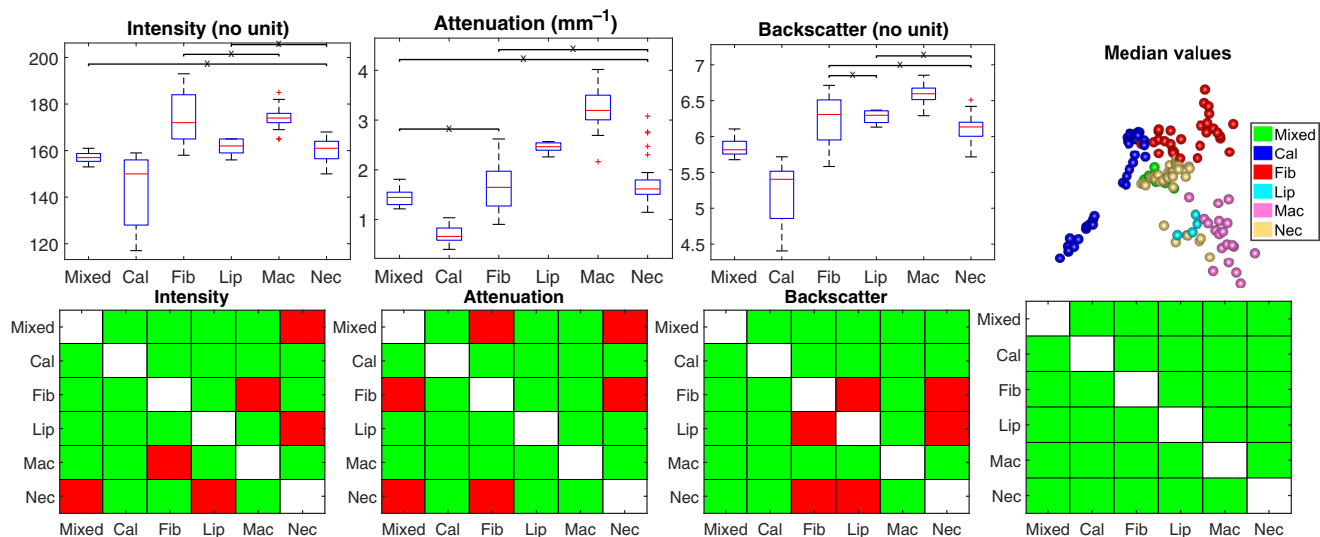 Intensity (no unit)
200
180
160
140
120
Mixed Cal Fib Lip Mac Nec
Attenuation (mm⁻¹)
4
3
2
1
Mixed Cal Fib Lip Mac Nec
Backscatter (no unit)
7
6.5
6
5.5
5
4.5
Mixed Cal Fib Lip Mac Nec
Median values
Mixed
Cal
Fib
Lip
Mac
Nec
Intensity
Mixed
Cal
Fib
Lip
Mac
Nec
Mixed Cal Fib Lip Mac Nec
Attenuation
Mixed
Cal
Fib
Lip
Mac
Nec
Mixed Cal Fib Lip Mac Nec
Backscatter
Mixed
Cal
Fib
Lip
Mac
Nec
Mixed Cal Fib Lip Mac Nec
Mixed
Cal
Fib
Lip
Mac
Nec
Mixed Cal Fib Lip Mac Nec